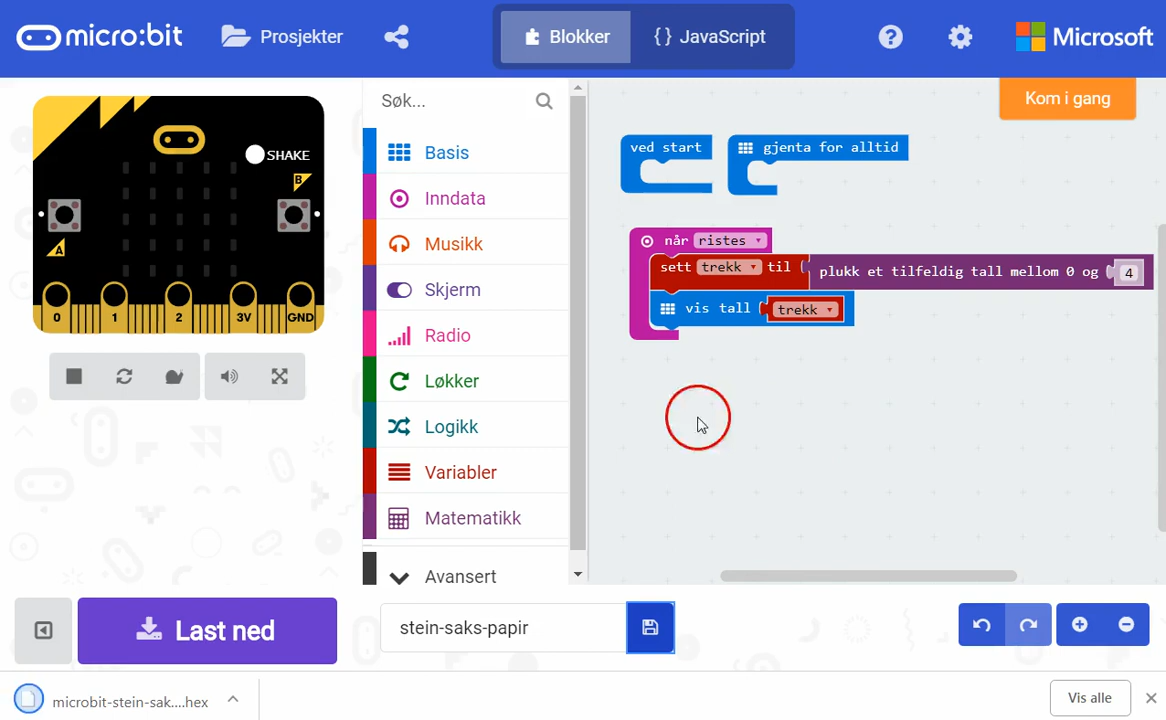 micro:bit
Prosjekter
Blokker
{ } JavaScript
?
Microsoft
SHAKE
B
A
0 1 2 3V GND
Søk...
Basis
Inndata
Musikk
Skjerm
Radio
Løkker
Logikk
Variabler
Matematikk
Avansert
Kom i gang
ved start
gjenta for alltid
når ristes
sett trekk til plukk et tilfeldig tall mellom 0 og 4
vis tall trekk
Last ned
stein-saks-papir
microbit-stein-sak....hex
Vis alle